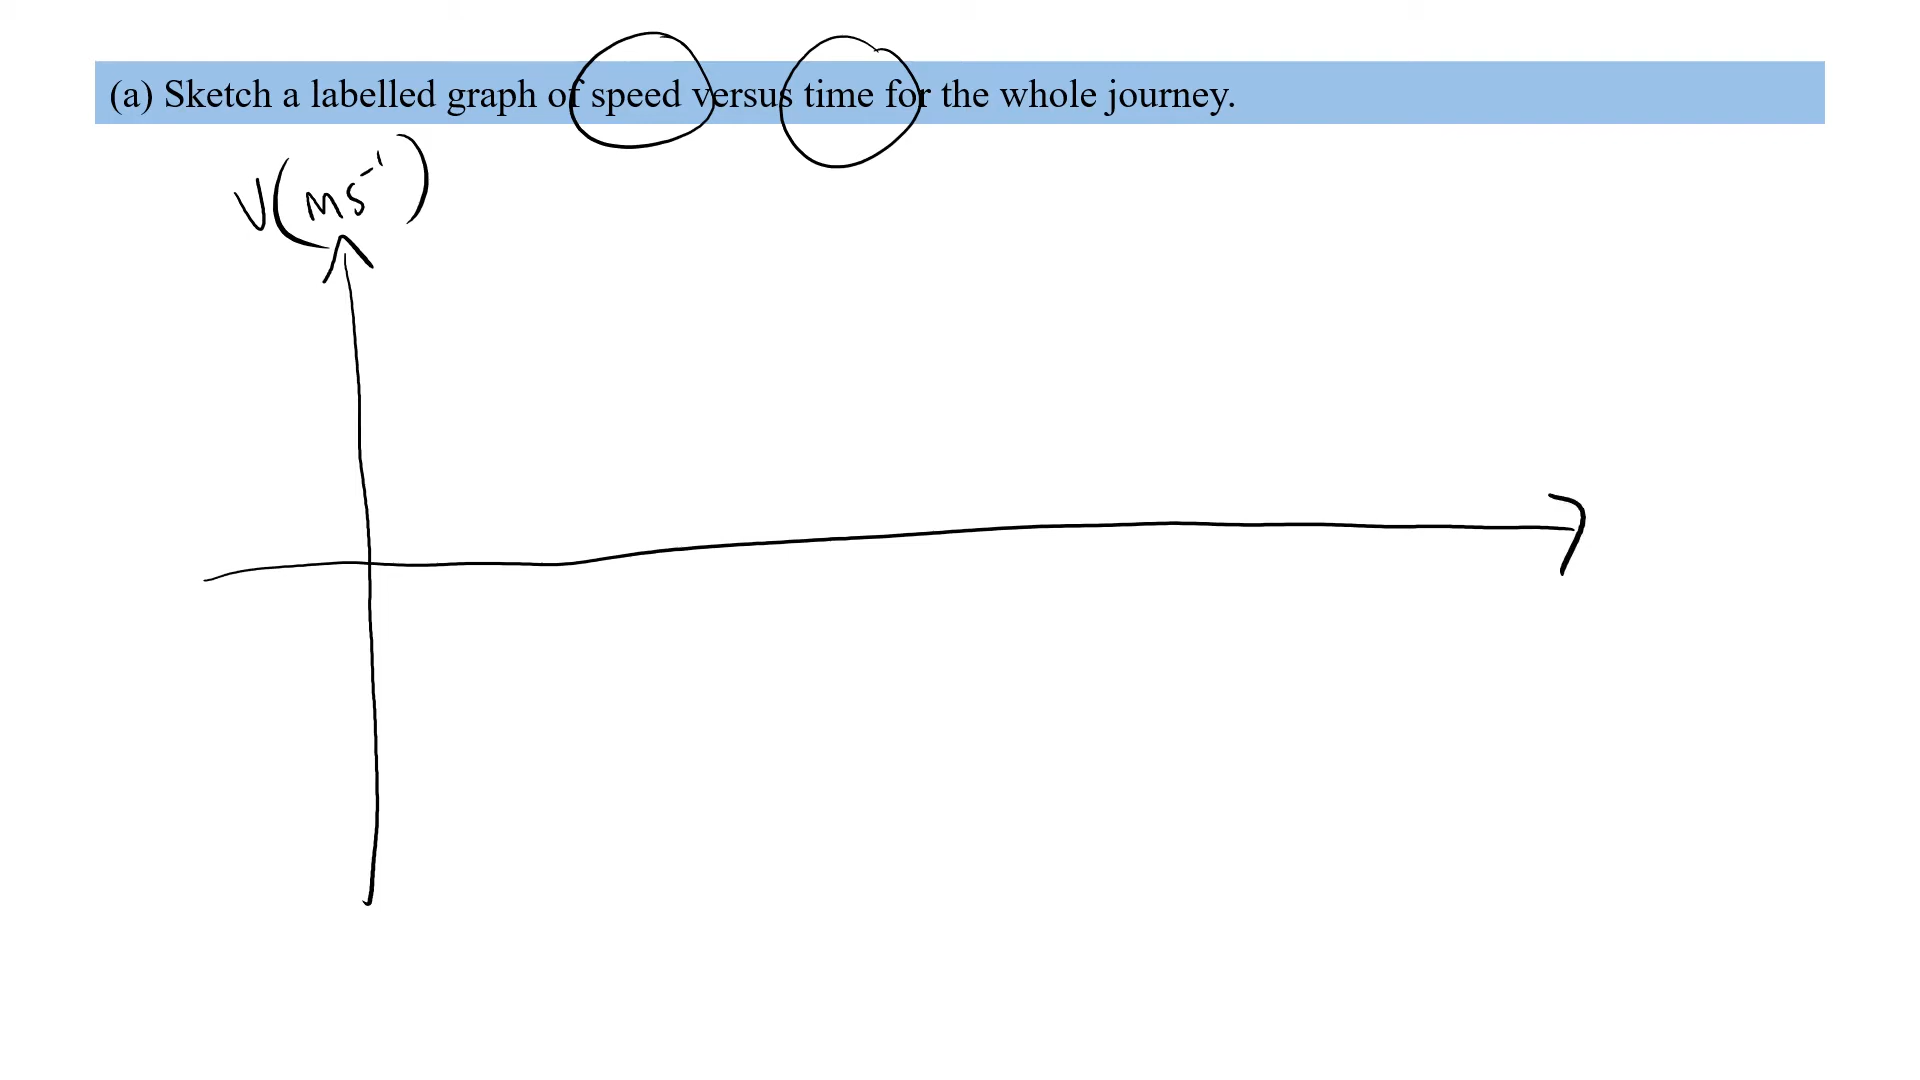 (a) Sketch a labelled graph of speed versus time for the whole journey.
V(ms⁻¹)